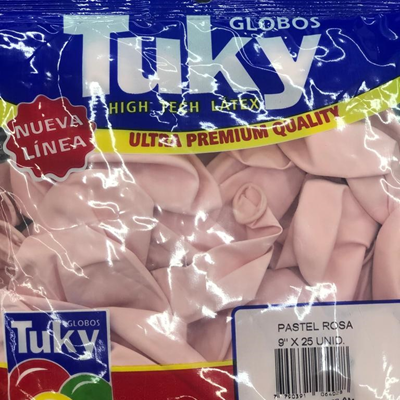 GLOBOS
Tuky
HIGH TECH LATEX
ULTRA PREMIUM QUALITY
NUEVA
LÍNEA
GLOBOS
Tuky
PASTEL ROSA
9" X 25 UNID.